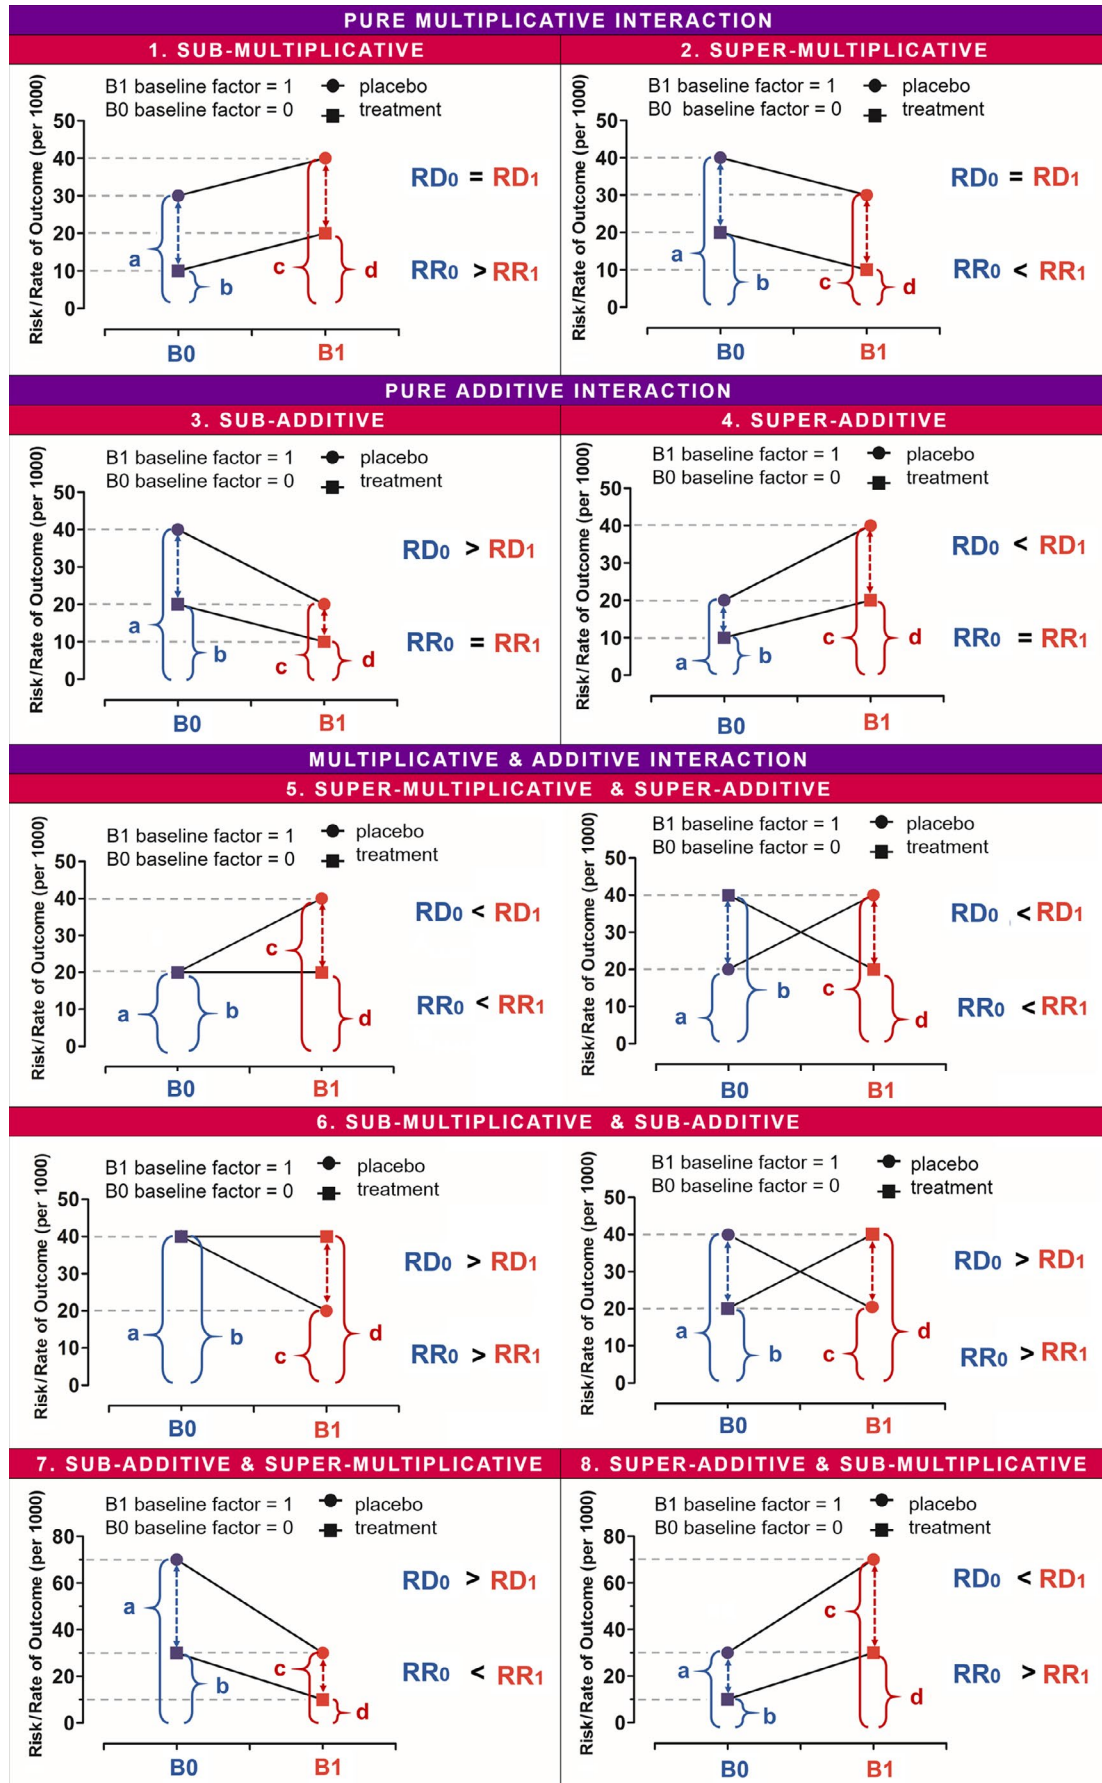 PURE MULTIPLICATIVE INTERACTION
1. SUB-MULTIPLICATIVE
Risk/Rate of Outcome (per 1000)
B1 baseline factor = 1
placebo
B0 baseline factor = 0
treatment
50
40
30
20
10
0
a
b
c
d
RD0 = RD1
RR0 > RR1
B0
B1
2. SUPER-MULTIPLICATIVE
Risk/Rate of Outcome (per 1000)
B1 baseline factor = 1
placebo
B0 baseline factor = 0
treatment
50
40
30
20
10
0
a
b
c
d
RD0 = RD1
RR0 < RR1
B0
B1
PURE ADDITIVE INTERACTION
3. SUB-ADDITIVE
Risk/Rate of Outcome (per 1000)
B1 baseline factor = 1
placebo
B0 baseline factor = 0
treatment
50
40
30
20
10
0
a
b
c
d
RD0 > RD1
RR0 = RR1
B0
B1
4. SUPER-ADDITIVE
Risk/Rate of Outcome (per 1000)
B1 baseline factor = 1
placebo
B0 baseline factor = 0
treatment
50
40
30
20
10
0
a
b
c
d
RD0 < RD1
RR0 = RR1
B0
B1
MULTIPLICATIVE & ADDITIVE INTERACTION
5. SUPER-MULTIPLICATIVE & SUPER-ADDITIVE
Risk/Rate of Outcome (per 1000)
B1 baseline factor = 1
placebo
B0 baseline factor = 0
treatment
50
40
30
20
10
0
a
b
c
d
RD0 < RD1
RR0 < RR1
B0
B1
Risk/Rate of Outcome (per 1000)
B1 baseline factor = 1
placebo
B0 baseline factor = 0
treatment
50
40
30
20
10
0
a
b
c
d
RD0 < RD1
RR0 < RR1
B0
B1
6. SUB-MULTIPLICATIVE & SUB-ADDITIVE
Risk/Rate of Outcome (per 1000)
B1 baseline factor = 1
placebo
B0 baseline factor = 0
treatment
50
40
30
20
10
0
a
b
c
d
RD0 > RD1
RR0 > RR1
B0
B1
Risk/Rate of Outcome (per 1000)
B1 baseline factor = 1
placebo
B0 baseline factor = 0
treatment
50
40
30
20
10
0
a
b
c
d
RD0 > RD1
RR0 > RR1
B0
B1
7. SUB-ADDITIVE & SUPER-MULTIPLICATIVE
Risk/Rate of Outcome (per 1000)
B1 baseline factor = 1
placebo
B0 baseline factor = 0
treatment
80
60
40
20
0
a
b
c
d
RD0 > RD1
RR0 < RR1
B0
B1
8. SUPER-ADDITIVE & SUB-MULTIPLICATIVE
Risk/Rate of Outcome (per 1000)
B1 baseline factor = 1
placebo
B0 baseline factor = 0
treatment
80
60
40
20
0
a
b
c
d
RD0 < RD1
RR0 > RR1
B0
B1